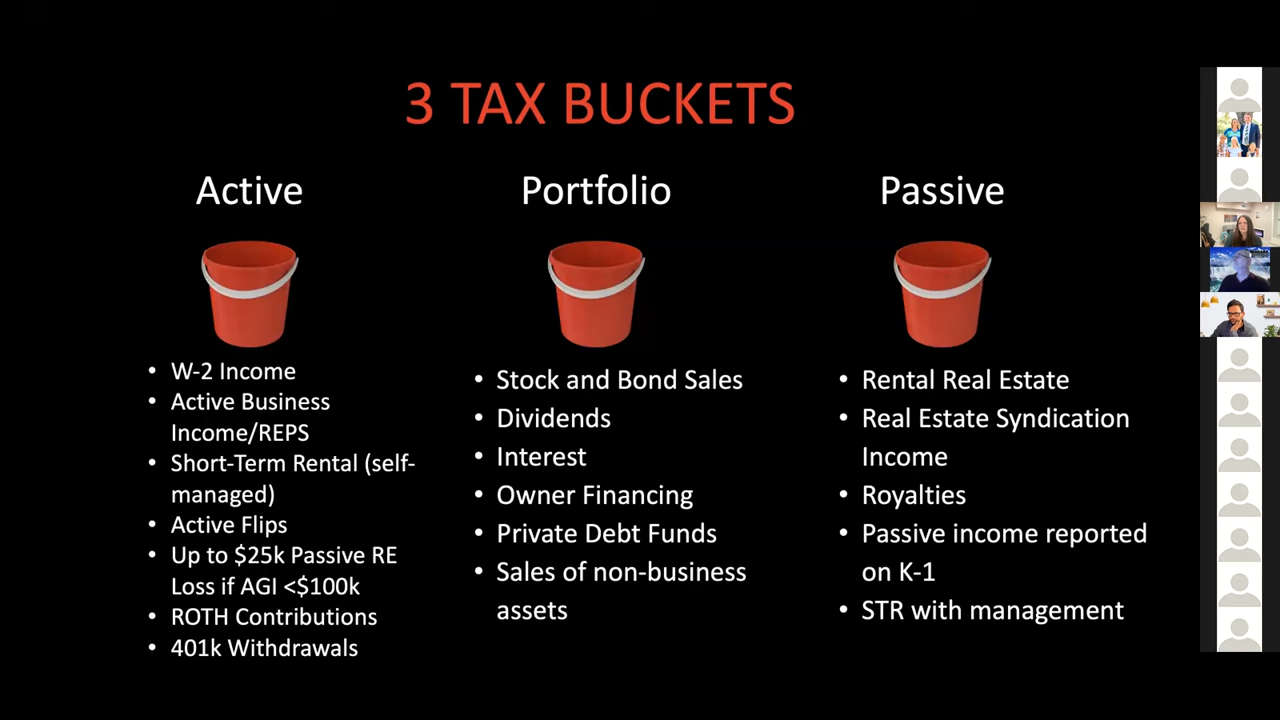 3 TAX BUCKETS
Active
• W-2 Income
• Active Business
Income/REPS
• Short-Term Rental (self-
managed)
• Active Flips
• Up to $25k Passive RE
Loss if AGI <$100k
• ROTH Contributions
• 401k Withdrawals
Portfolio
• Stock and Bond Sales
• Dividends
• Interest
• Owner Financing
• Private Debt Funds
• Sales of non-business
assets
Passive
• Rental Real Estate
• Real Estate Syndication
Income
• Royalties
• Passive income reported
on K-1
• STR with management